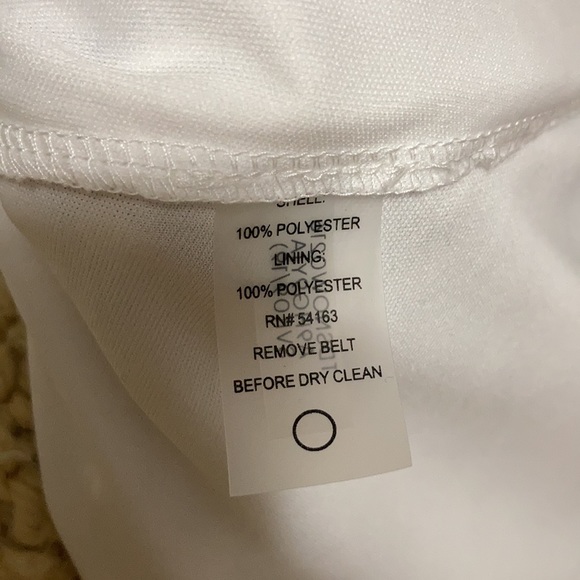 SHELL:
100% POLYESTER
LINING:
100% POLYESTER
RN# 54163
REMOVE BELT
BEFORE DRY CLEAN